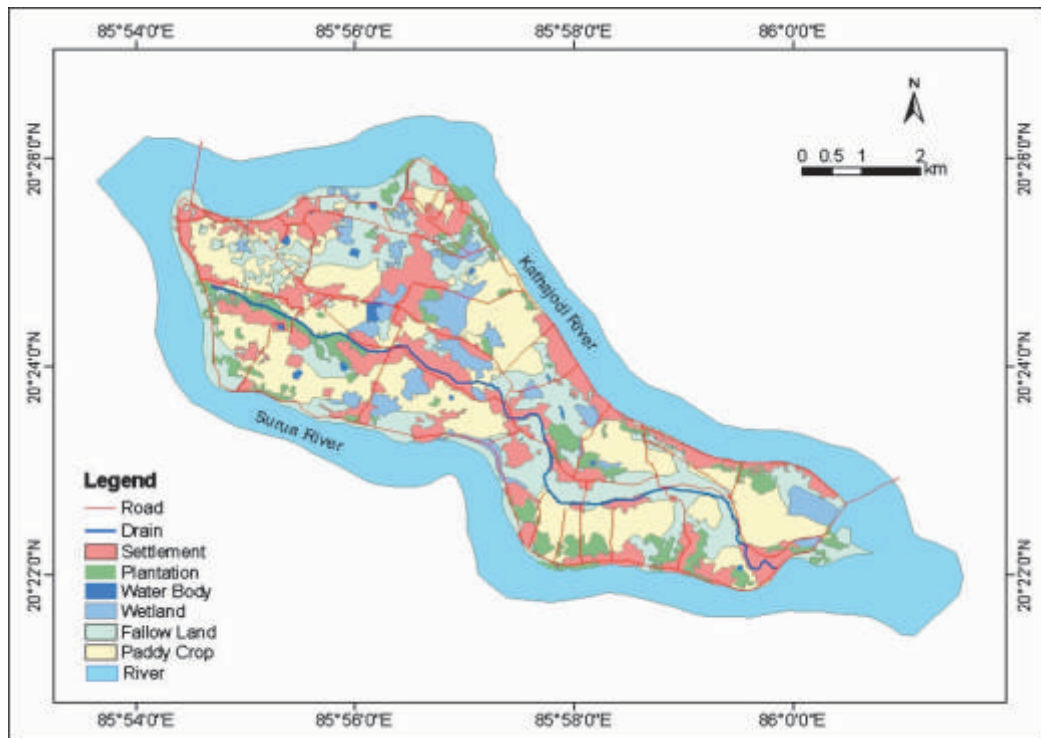 85°54'0"E 85°56'0"E 85°58'0"E 86°0'0"E
N
20°26'0"N
20°26'0"N
0 0.5 1 2
km
Kathajodi River
20°24'0"N
20°24'0"N
Surua River
Legend
Road
Drain
Settlement
Plantation
Water Body
Wetland
Fallow Land
Paddy Crop
River
20°22'0"N
20°22'0"N
85°54'0"E 85°56'0"E 85°58'0"E 86°0'0"E